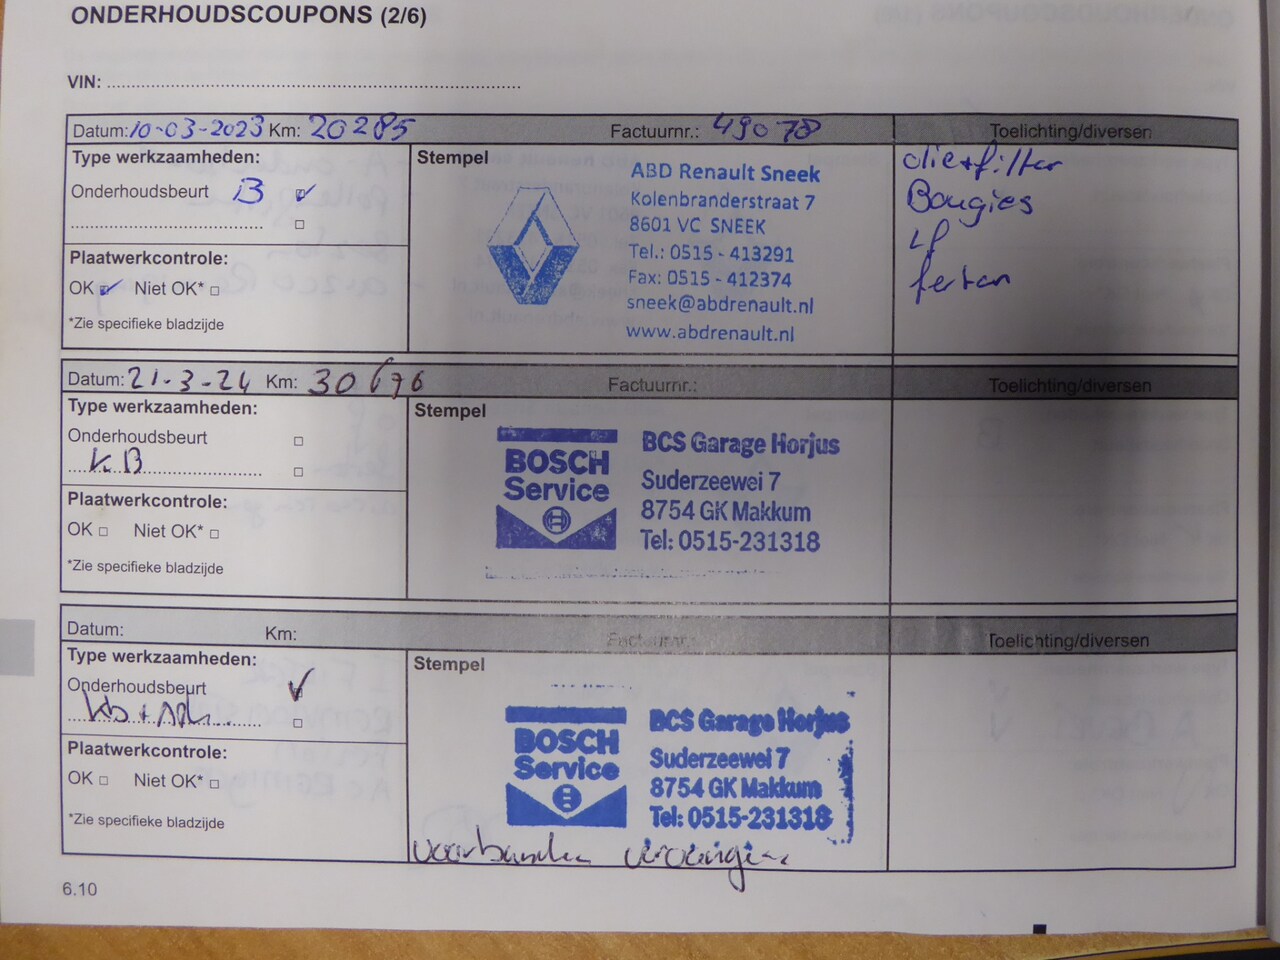 ONDERHOUDSCOUPONS (2/6)
VIN:
Datum: 10-03-2023 Km: 20285 Factuurnr.: 49078 Toelichting/diversen
Type werkzaamheden:
Onderhoudsbeurt B
Plaatwerkcontrole:
OK Niet OK*
*Zie specifieke bladzijde
Stempel
ABD Renault Sneek
Kolenbranderstraat 7
8601 VC SNEEK
Tel.: 0515 - 413291
Fax: 0515 - 412374
sneek@abdrenault.nl
www.abdrenault.nl
olie+filter
Bougies
LF
fertan
Datum: 21-3-24 Km: 30676 Factuurnr.: Toelichting/diversen
Type werkzaamheden:
Onderhoudsbeurt
KB
Plaatwerkcontrole:
OK Niet OK*
*Zie specifieke bladzijde
Stempel
BOSCH
Service
BCS Garage Horjus
Suderzeewei 7
8754 GK Makkum
Tel: 0515-231318
Datum: Km: Factuurnr.: Toelichting/diversen
Type werkzaamheden:
Onderhoudsbeurt
Plaatwerkcontrole:
OK Niet OK*
*Zie specifieke bladzijde
Stempel
BOSCH
Service
BCS Garage Horjus
Suderzeewei 7
8754 GK Makkum
Tel: 0515-231318
6.10